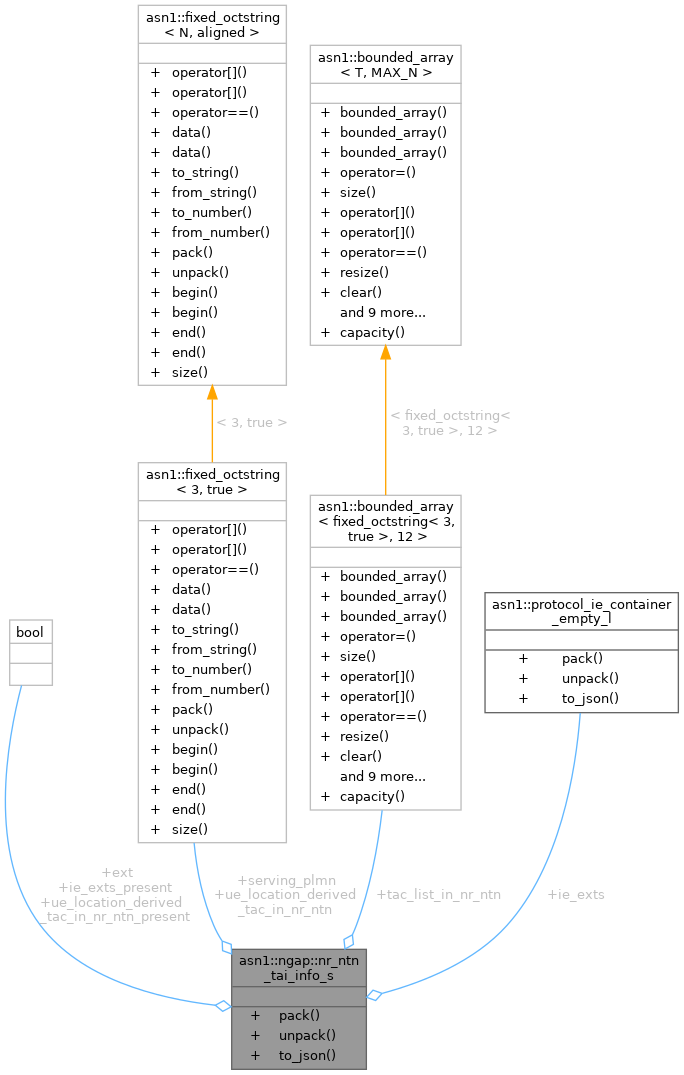 asn1::fixed_octstring
< N, aligned >
+ operator[]()
+ operator[]()
+ operator==()
+ data()
+ data()
+ to_string()
+ from_string()
+ to_number()
+ from_number()
+ pack()
+ unpack()
+ begin()
+ begin()
+ end()
+ end()
+ size()
asn1::bounded_array
< T, MAX_N >
+ bounded_array()
+ bounded_array()
+ bounded_array()
+ operator=()
+ size()
+ operator[]()
+ operator[]()
+ operator==()
+ resize()
+ clear()
and 9 more...
+ capacity()
< 3, true >
< fixed_octstring<
3, true >, 12 >
asn1::fixed_octstring
< 3, true >
+ operator[]()
+ operator[]()
+ operator==()
+ data()
+ data()
+ to_string()
+ from_string()
+ to_number()
+ from_number()
+ pack()
+ unpack()
+ begin()
+ begin()
+ end()
+ end()
+ size()
asn1::bounded_array
< fixed_octstring< 3,
true >, 12 >
+ bounded_array()
+ bounded_array()
+ bounded_array()
+ operator=()
+ size()
+ operator[]()
+ operator[]()
+ operator==()
+ resize()
+ clear()
and 9 more...
+ capacity()
asn1::protocol_ie_container
_empty_l
+ pack()
+ unpack()
+ to_json()
bool
+ext
+ie_exts_present
+ue_location_derived
_tac_in_nr_ntn_present
+serving_plmn
+ue_location_derived
_tac_in_nr_ntn
+tac_list_in_nr_ntn
+ie_exts
asn1::ngap::nr_ntn
_tai_info_s
+ pack()
+ unpack()
+ to_json()